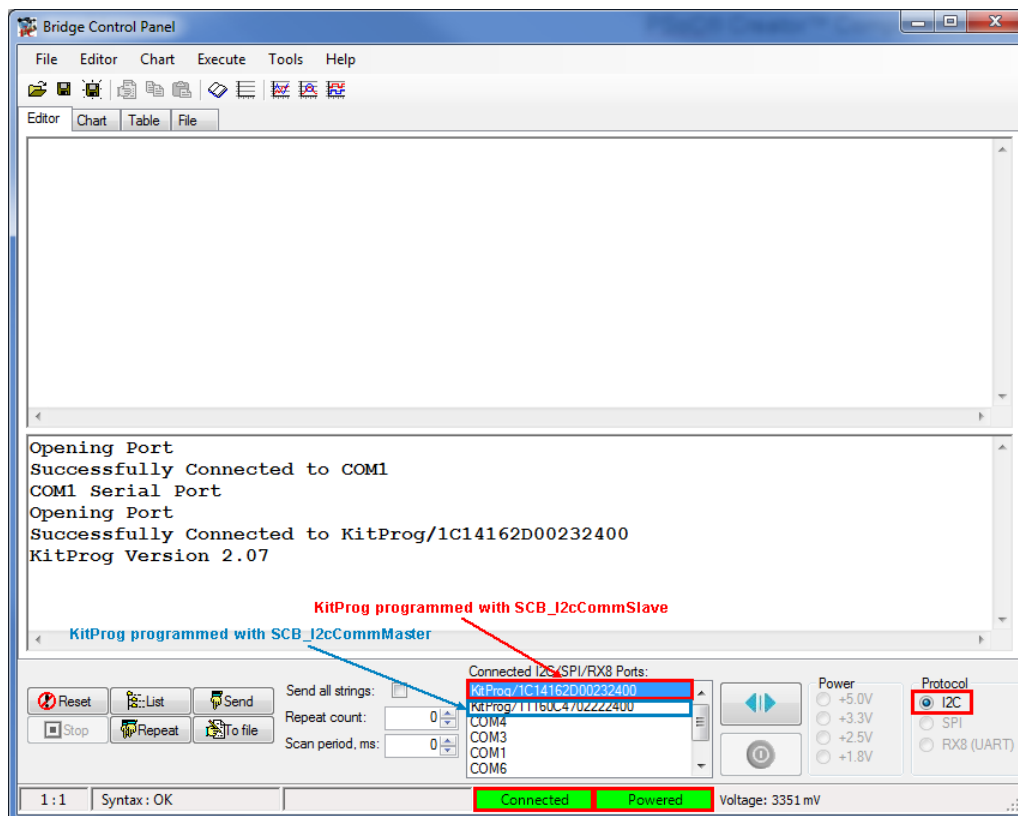 Bridge Control Panel
File Editor Chart Execute Tools Help
Editor Chart Table File
Opening Port
Successfully Connected to COM1
COM1 Serial Port
Opening Port
Successfully Connected to KitProg/1C14162D00232400
KitProg Version 2.07
KitProg programmed with SCB_I2cCommSlave
KitProg programmed with SCB_I2cCommMaster
Connected I2C/SPI/RX8 Ports:
KitProg/1C14162D00232400
KitProg/11160C4702222400
COM4
COM3
COM1
COM6
Reset List Send
Stop Repeat To file
Send all strings:
Repeat count: 0
Scan period, ms: 0
Power
+5.0V
+3.3V
+2.5V
+1.8V
Protocol
I2C
SPI
RX8 (UART)
1:1 Syntax : OK Connected Powered Voltage: 3351 mV